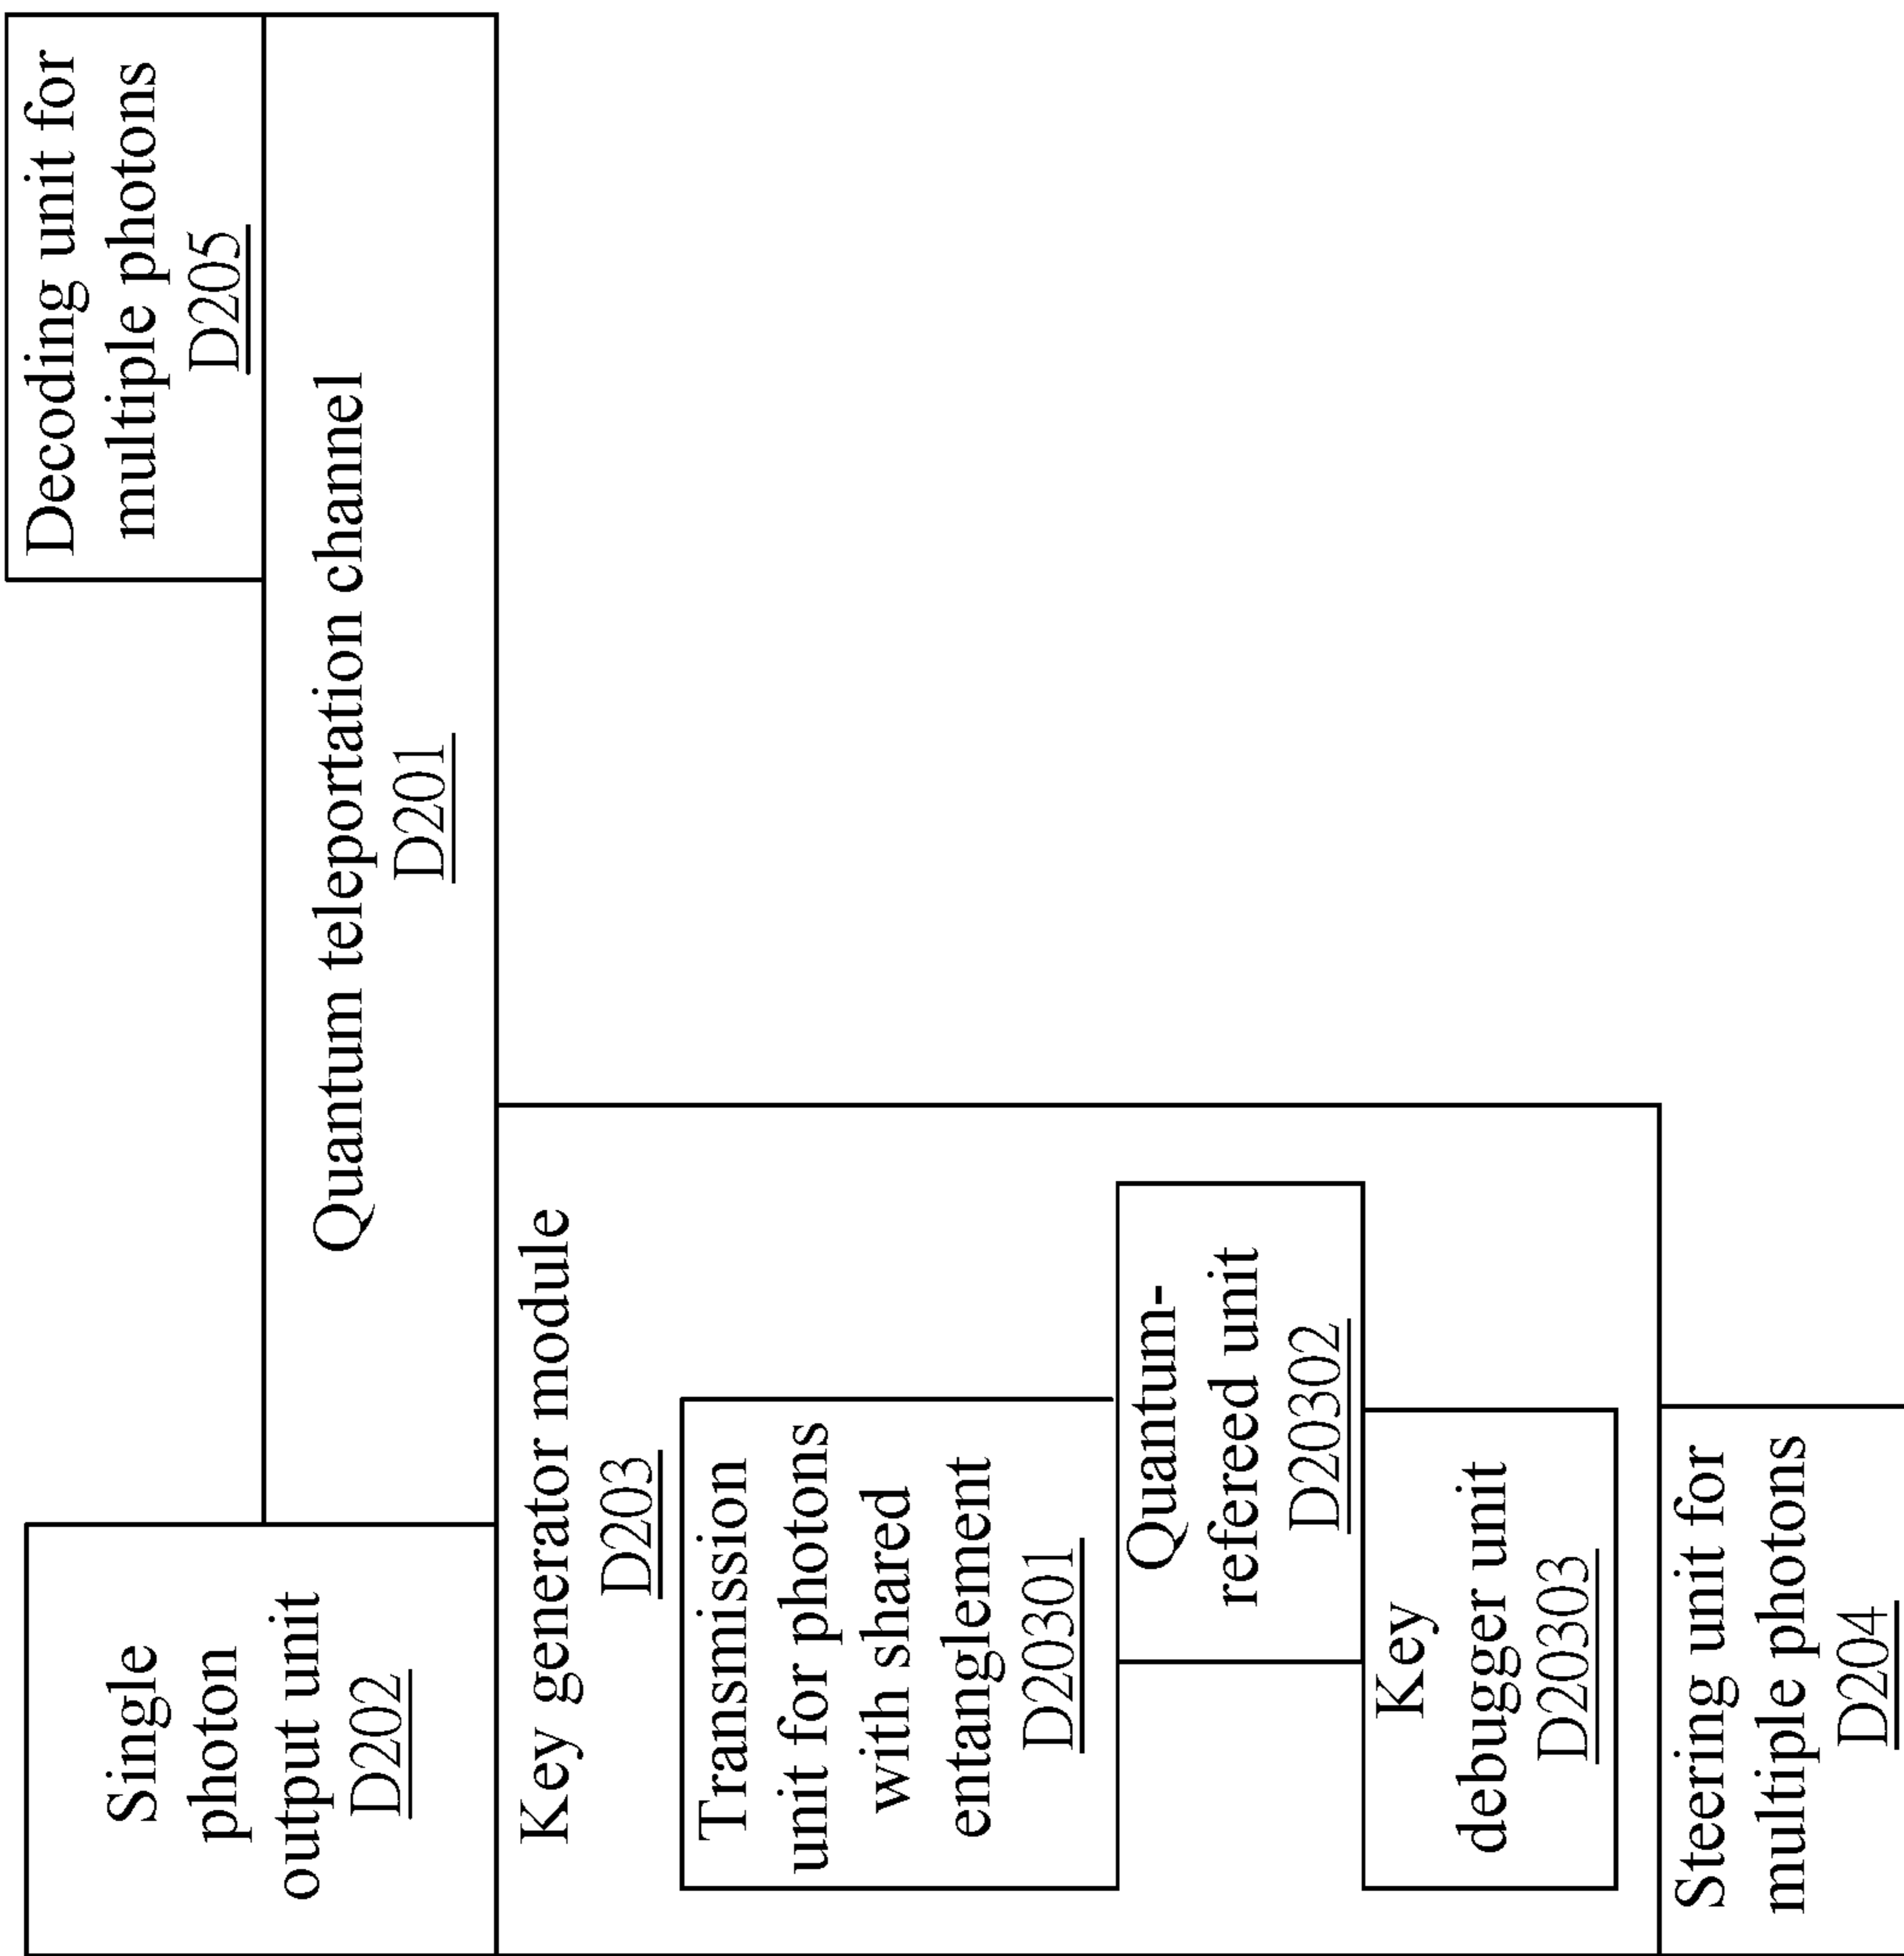 Single
photon
output unit
D202
Decoding unit for
multiple photons
D205
Quantum teleportation channel
D201
Key generator module
D203
Transmission
unit for photons
with shared
entanglement
D20301
Quantum-
refereed unit
D20302
Key
debugger unit
D20303
Steering unit for
multiple photons
D204